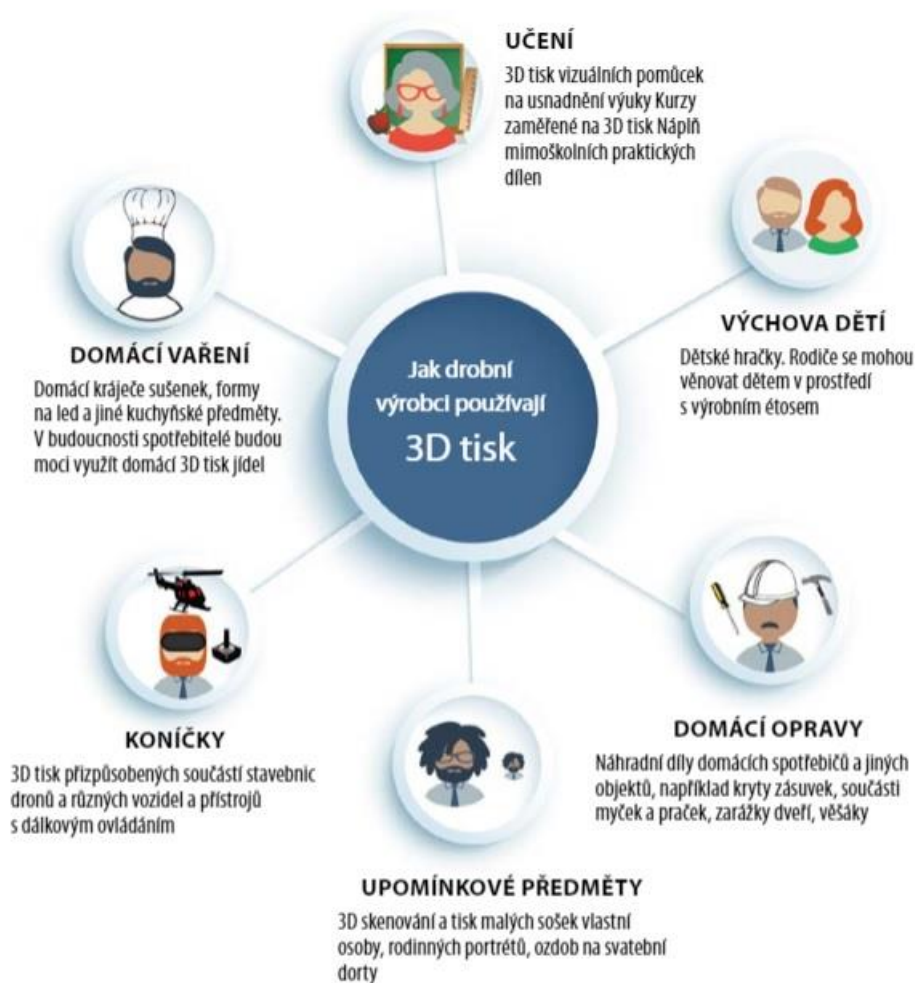 UČENÍ
3D tisk vizuálních pomůcek
na usnadnění výuky Kurzy
zaměřené na 3D tisk Náplň
mimoškolních praktických
dílen
VÝCHOVA DĚTÍ
Dětské hračky. Rodiče se mohou
věnovat dětem v prostředí
s výrobním étosem
DOMÁCÍ VAŘENÍ
Domácí kráječe sušenek, formy
na led a jiné kuchyňské předměty.
V budoucnosti spotřebitelé budou
moci využít domácí 3D tisk jídel
Jak drobní
výrobci používají
3D tisk
KONÍČKY
3D tisk přizpůsobených součástí stavebnic
dronů a různých vozidel a přístrojů
s dálkovým ovládáním
DOMÁCÍ OPRAVY
Náhradní díly domácích spotřebičů a jiných
objektů, například kryty zásuvek, součásti
myček a praček, zarážky dveří, věšáky
UPOMÍNKOVÉ PŘEDMĚTY
3D skenování a tisk malých sošek vlastní
osoby, rodinných portrétů, ozdob na svatební
dorty